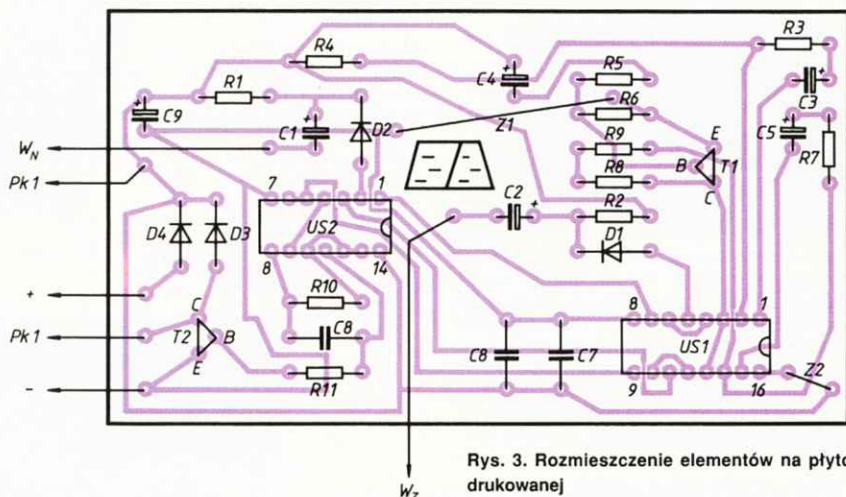 R3
R4
+
C4
R5
+
C3
R1
R6
+
C9
+
C1
D2
Z1
+
C5
R7
E
R9
W_N
B
T1
R8
Pk1
7
1
C
C2
+
R2
US2
D4
D3
D1
8
14
8
1
+
C
R10
US1
Pk1
T2
B
C8
C8
C7
E
9
16
Z2
-
R11
Rys. 3. Rozmieszczenie elementów na płytc
drukowanej
W_Z